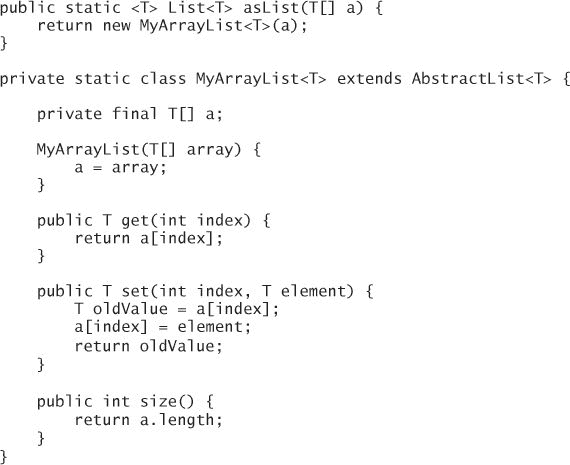 public static <T> List<T> asList(T[] a) {
    return new MyArrayList<T>(a);
}
private static class MyArrayList<T> extends AbstractList<T> {
    private final T[] a;
    MyArrayList(T[] array) {
        a = array;
    }
    public T get(int index) {
        return a[index];
    }
    public T set(int index, T element) {
        T oldValue = a[index];
        a[index] = element;
        return oldValue;
    }
    public int size() {
        return a.length;
    }
}